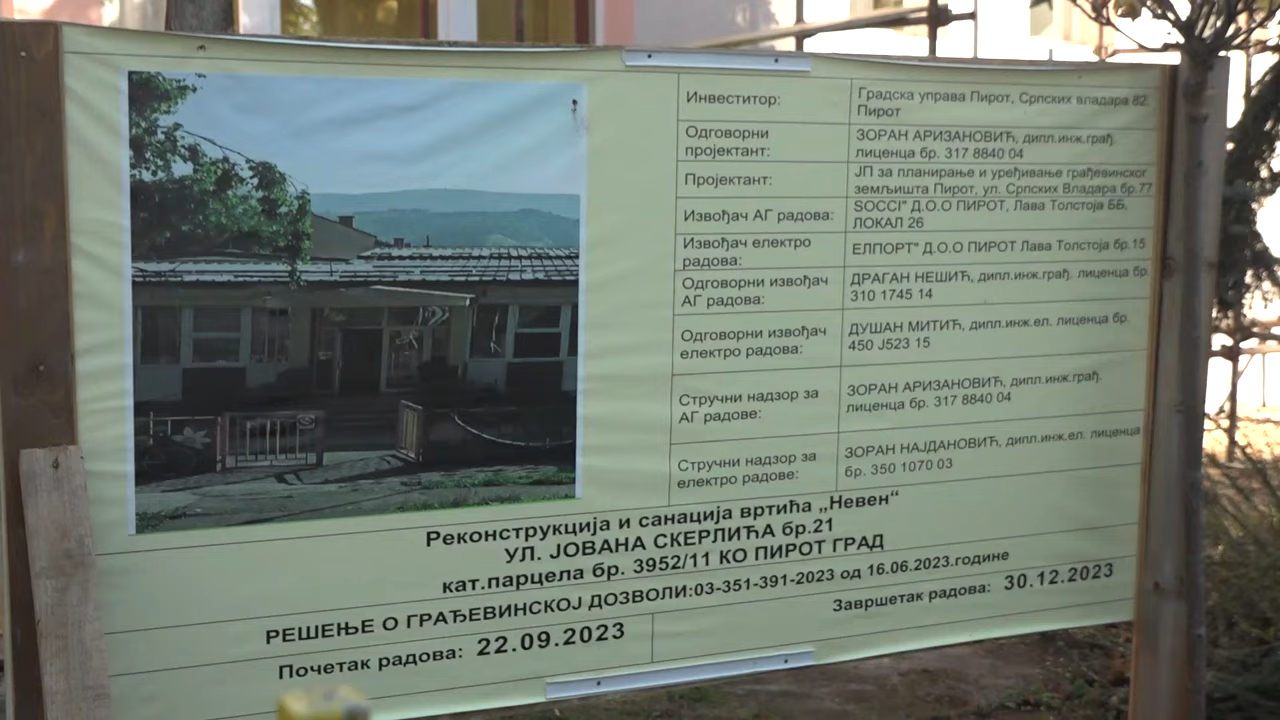 Инвеститор:
Градска управа Пирот, Српских владара 82,
Пирот
Одговорни
пројектант:
ЗОРАН АРИЗАНОВИЋ, дипл.инж.грађ.
лиценца бр. 317 8840 04
Пројектант:
ЈП за планирање и уређивање грађевинског
земљишта Пирот, ул. Српских Владара бр.77
Извођач АГ радова:
SOCCI" Д.О.О ПИРОТ, Лава Толстоја ББ,
ЛОКАЛ 26
Извођач електро
радова:
ЕЛПОРТ" Д.О.О ПИРОТ Лава Толстоја бр.15
Одговорни извођач
АГ радова:
ДРАГАН НЕШИЋ, дипл.инж.грађ. лиценца бр.
310 1745 14
Одговорни извођач
електро радова:
ДУШАН МИТИЋ, дипл.инж.ел. лиценца бр.
450 Ј523 15
Стручни надзор за
АГ радове:
ЗОРАН АРИЗАНОВИЋ, дипл.инж.грађ.
лиценца бр. 317 8840 04
Стручни надзор за
електро радове:
ЗОРАН НАЈДАНОВИЋ, дипл.инж.ел. лиценца
бр. 350 1070 03
Реконструкција и санација вртића „Невен“
УЛ. ЈОВАНА СКЕРЛИЋА бр.21
кат.парцела бр. 3952/11 КО ПИРОТ ГРАД
РЕШЕЊЕ О ГРАЂЕВИНСКОЈ ДОЗВОЛИ:03-351-391-2023 од 16.06.2023.године
Почетак радова: 22.09.2023
Завршетак радова: 30.12.2023